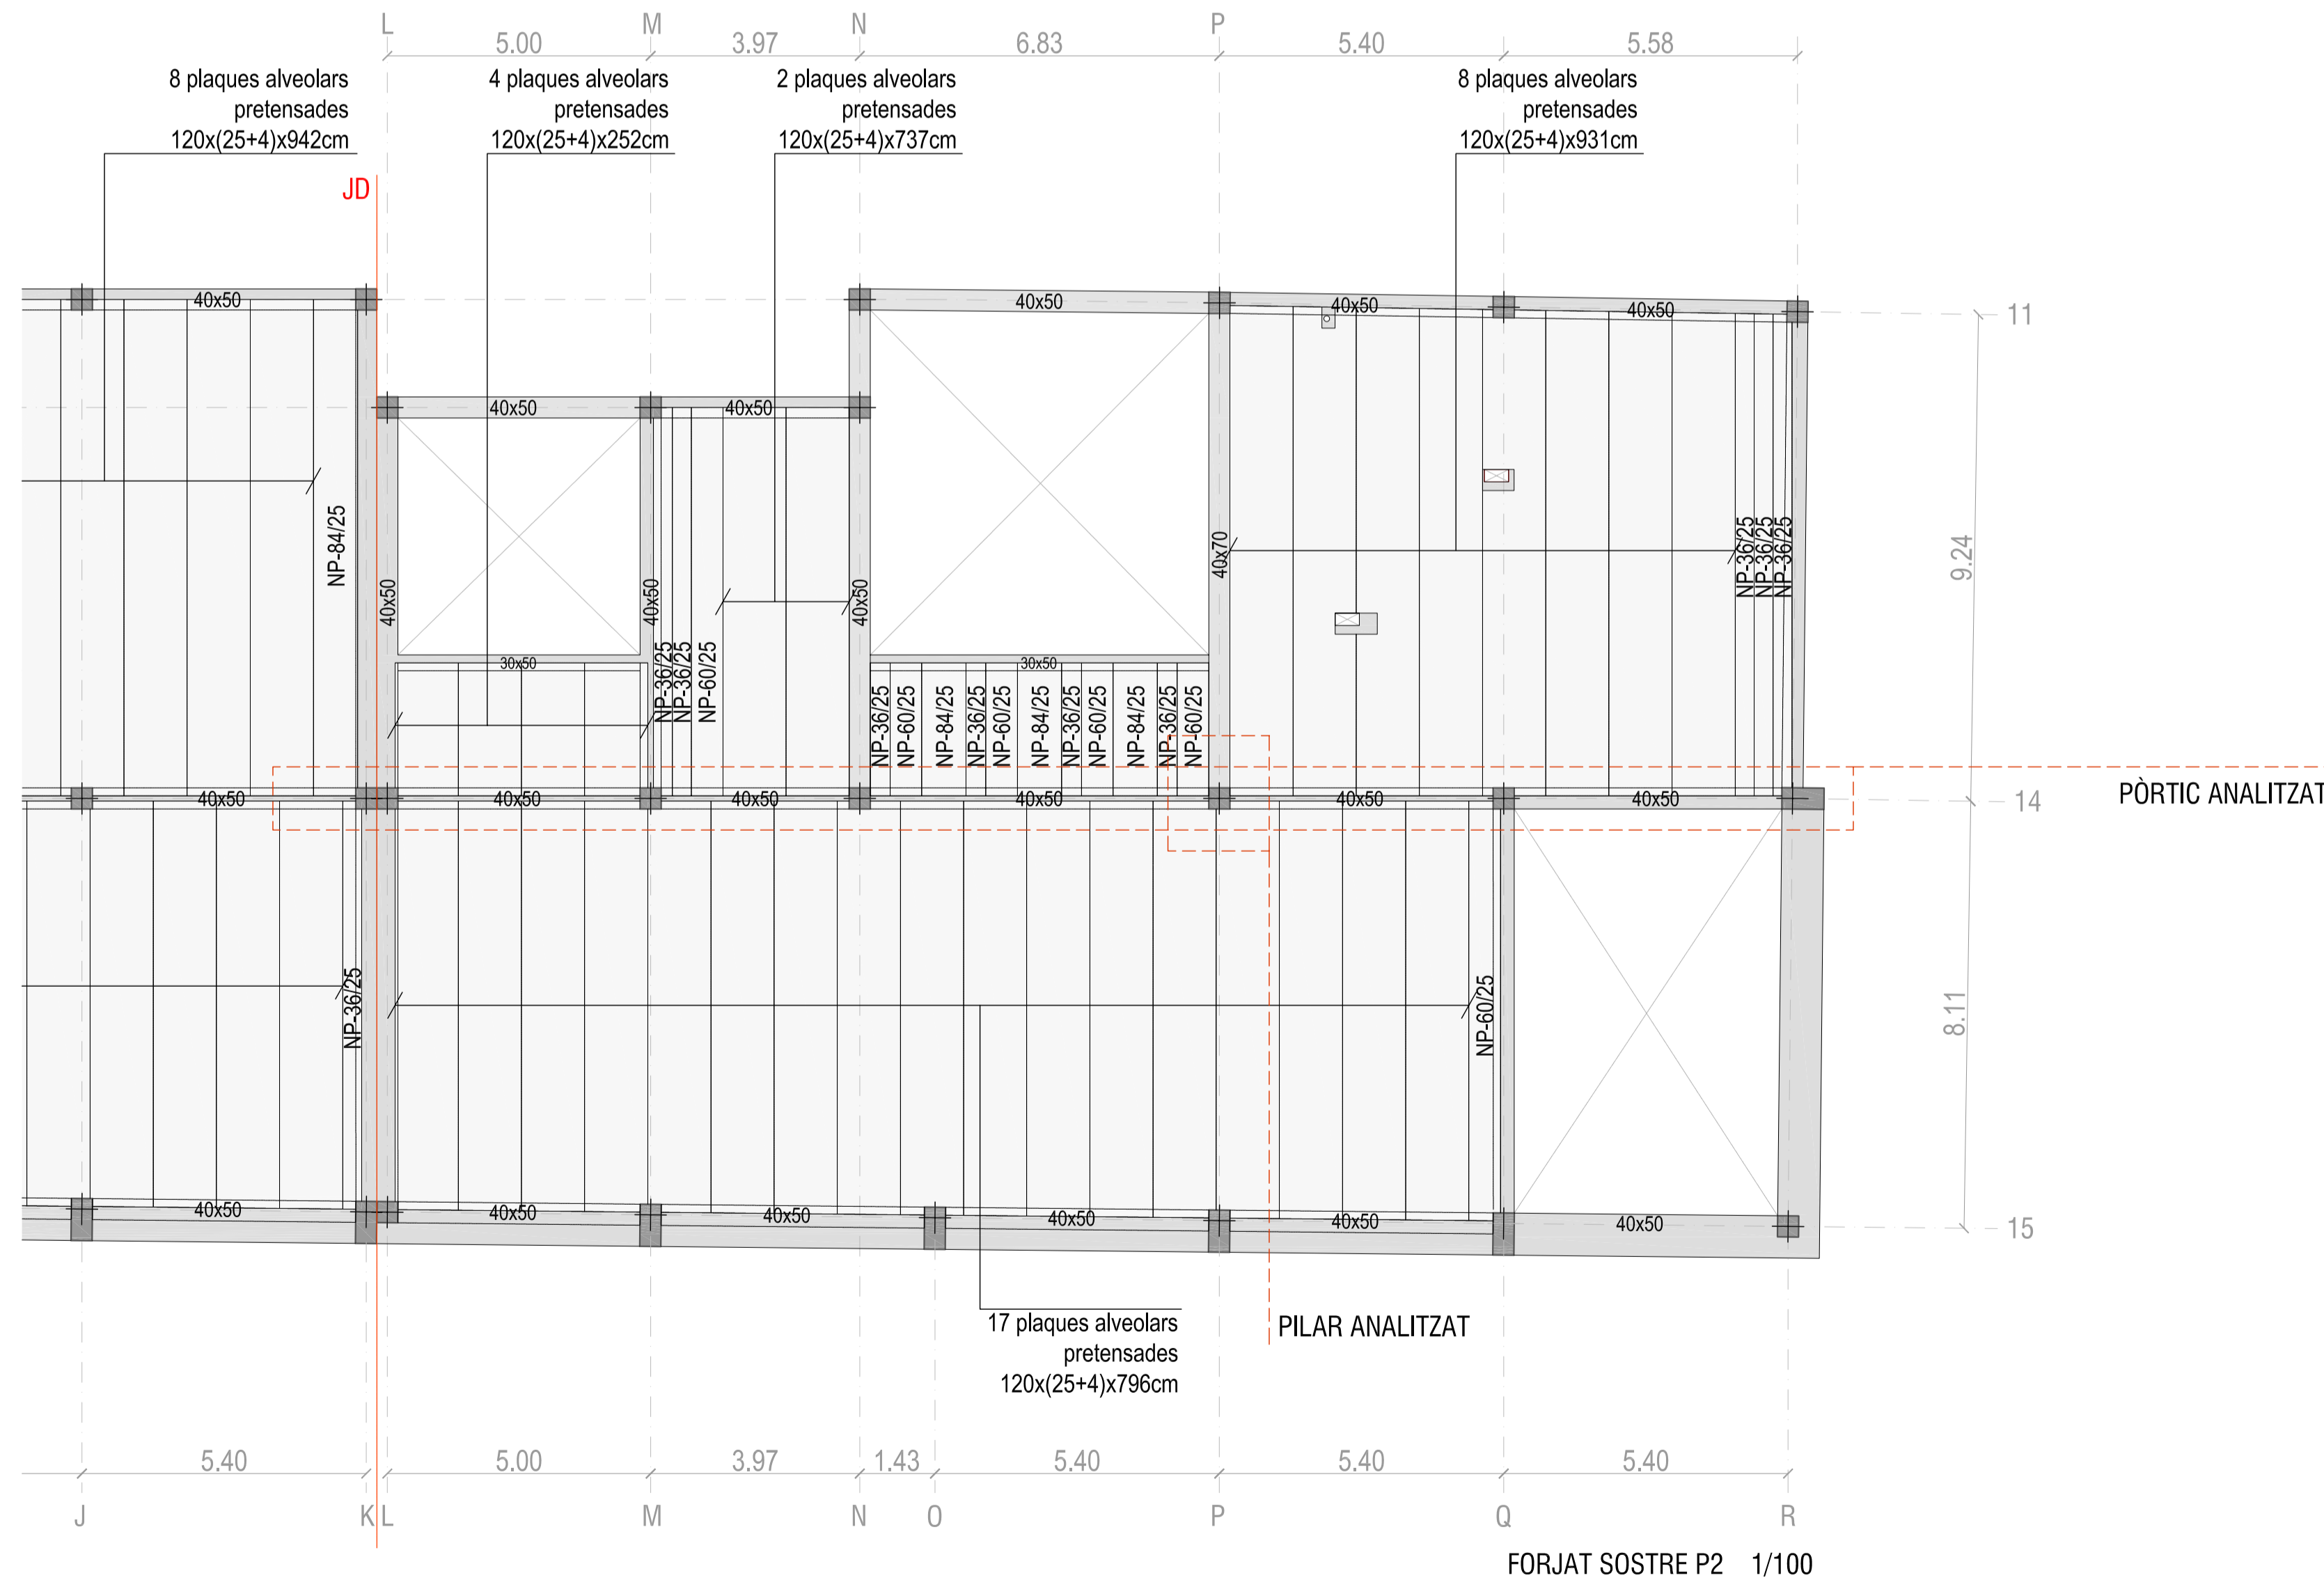 L M N P
5.00 3.97 6.83 5.40 5.58
8 plaques alveolars
pretensades
120x(25+4)x942cm
4 plaques alveolars
pretensades
120x(25+4)x252cm
2 plaques alveolars
pretensades
120x(25+4)x737cm
8 plaques alveolars
pretensades
120x(25+4)x931cm
JD
40x50 40x50 40x50 40x50
11
40x50 40x50
NP-84/25
40x50
40x50
40x50
40x70
NP-36/25
NP-36/25
NP-36/25
9.24
30x50 30x50
NP-36/25
NP-36/25
NP-60/25
NP-36/25
NP-60/25
NP-84/25
NP-36/25
NP-60/25
NP-84/25
NP-36/25
NP-60/25
NP-84/25
NP-36/25
NP-60/25
40x50 40x50 40x50 40x50 40x50 40x50
14
PÒRTIC ANALITZAT
NP-36/25
NP-60/25
8.11
40x50 40x50 40x50 40x50 40x50 40x50
15
17 plaques alveolars
pretensades
120x(25+4)x796cm
PILAR ANALITZAT
5.40 5.00 3.97 1.43 5.40 5.40 5.40
J K L M N O P Q R
FORJAT SOSTRE P2 1/100